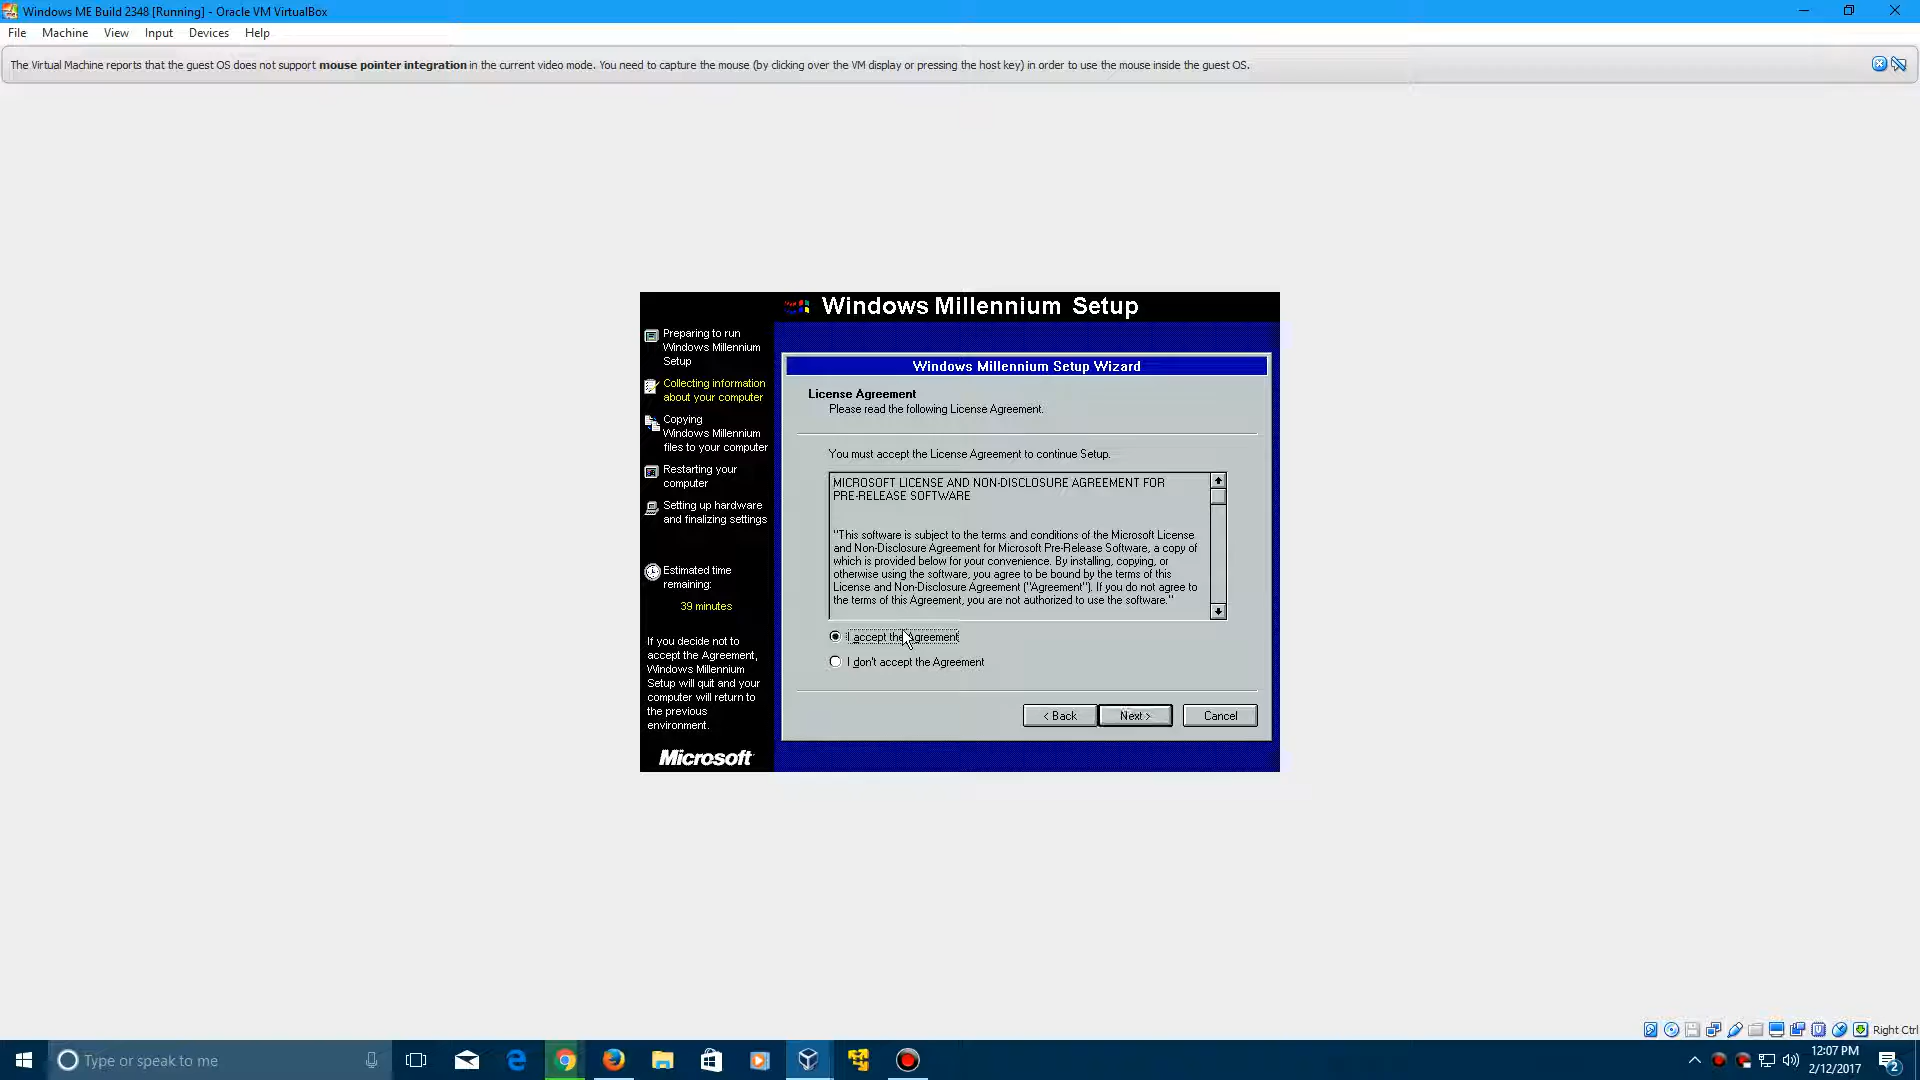 Windows ME Build 2348 [Running] - Oracle VM VirtualBox
File Machine View Input Devices Help
The Virtual Machine reports that the guest OS does not support mouse pointer integration in the current video mode. You need to capture the mouse (by clicking over the VM display or pressing the host key) in order to use the mouse inside the guest OS.
Windows Millennium Setup
Preparing to run
Windows Millennium
Setup
Collecting information
about your computer
Copying
Windows Millennium
files to your computer
Restarting your
computer
Setting up hardware
and finalizing settings
Estimated time
remaining:
39 minutes
If you decide not to
accept the Agreement,
Windows Millennium
Setup will quit and your
computer will return to
the previous
environment.
Microsoft
Windows Millennium Setup Wizard
License Agreement
Please read the following License Agreement.
You must accept the License Agreement to continue Setup.
MICROSOFT LICENSE AND NON-DISCLOSURE AGREEMENT FOR
PRE-RELEASE SOFTWARE
"This software is subject to the terms and conditions of the Microsoft License
and Non-Disclosure Agreement for Microsoft Pre-Release Software, a copy of
which is provided below for your convenience. By installing, copying, or
otherwise using the software, you agree to be bound by the terms of this
License and Non-Disclosure Agreement ("Agreement"). If you do not agree to
the terms of this Agreement, you are not authorized to use the software."
I accept the Agreement
I don't accept the Agreement
< Back
Next >
Cancel
Right Ctrl
Type or speak to me
12:07 PM
2/12/2017
2